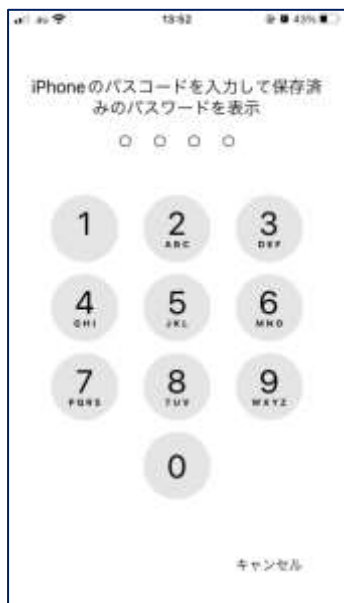 au 13:52 43%
iPhoneのパスコードを入力して保存済
みのパスワードを表示
1 2 3
ABC DEF
4 5 6
GHI JKL MNO
7 8 9
PQRS TUV WXYZ
0
キャンセル